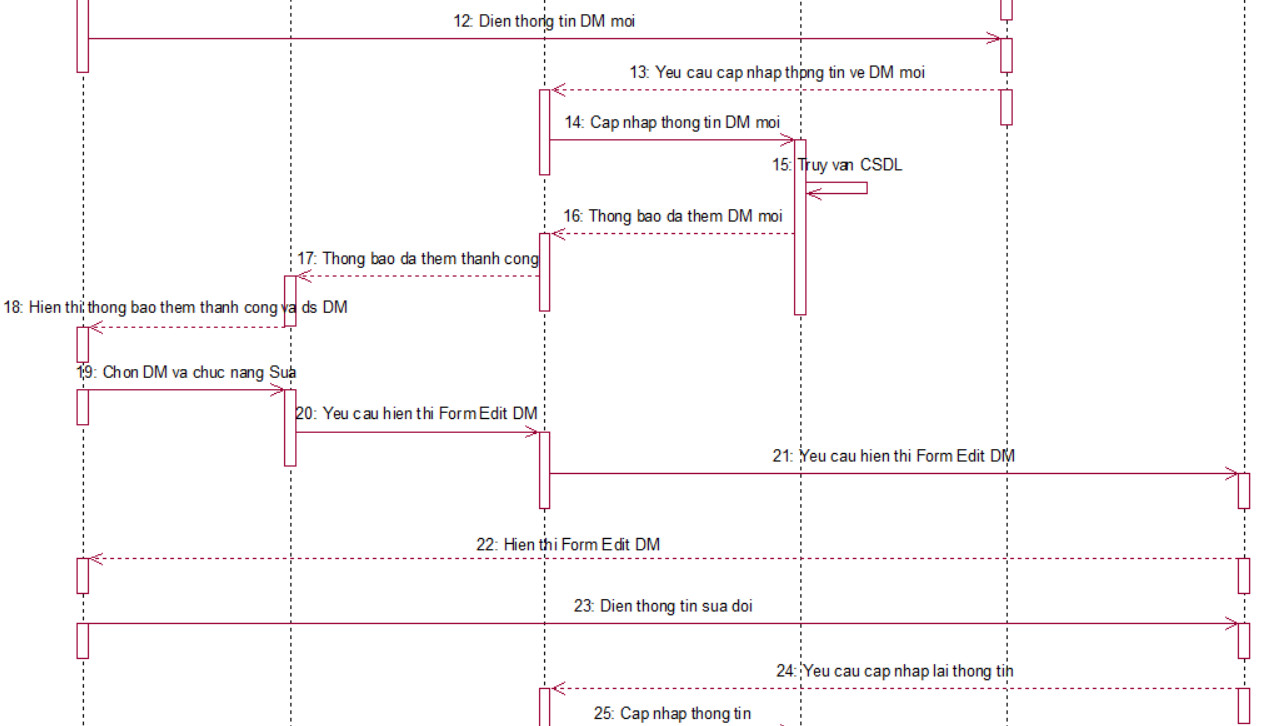 12: Dien thong tin DM moi
13: Yeu cau cap nhap thong tin ve DM moi
14: Cap nhap thong tin DM moi
15: Truy van CSDL
16: Thong bao da them DM moi
17: Thong bao da them thanh cong
18: Hien thi thong bao them thanh cong va ds DM
19: Chon DM va chuc nang Sua
20: Yeu cau hien thi Form Edit DM
21: Yeu cau hien thi Form Edit DM
22: Hien thi Form Edit DM
23: Dien thong tin sua doi
24: Yeu cau cap nhap lai thong tin
25: Cap nhap thong tin